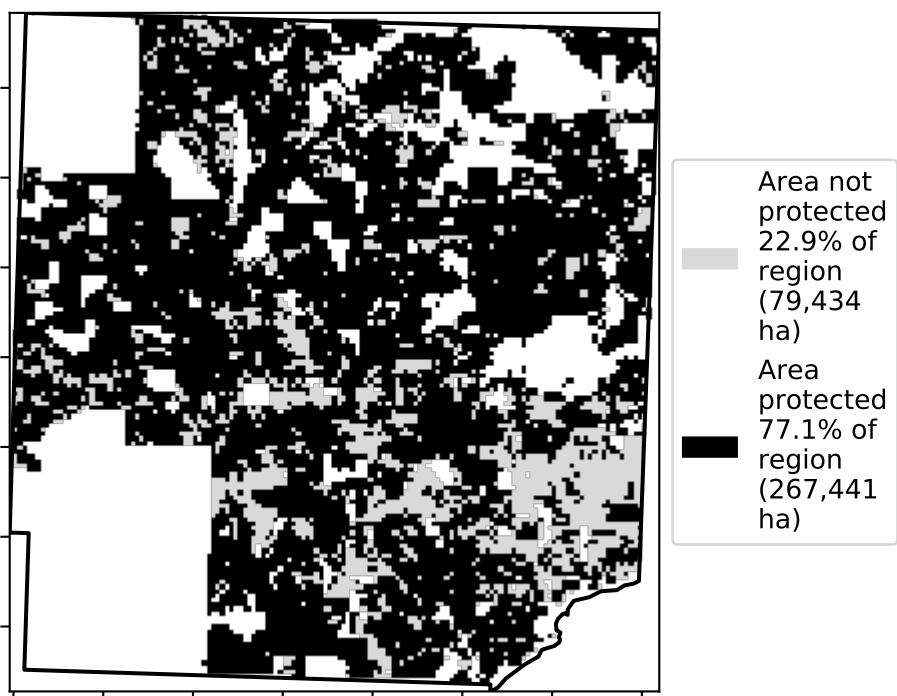 Area not
protected
22.9% of
region
(79,434
ha)
Area
protected
77.1% of
region
(267,441
ha)